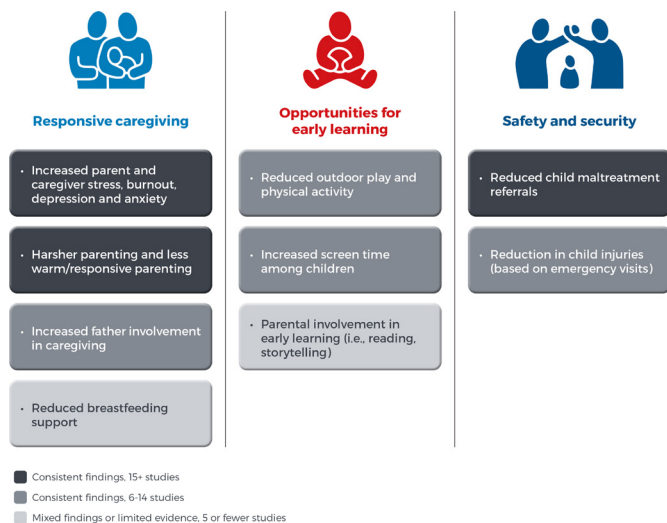 Responsive caregiving
• Increased parent and
caregiver stress, burnout,
depression and anxiety
• Harsher parenting and less
warm/responsive parenting
• Increased father involvement
in caregiving
• Reduced breastfeeding
support
Opportunities for
early learning
• Reduced outdoor play and
physical activity
• Increased screen time
among children
• Parental involvement in
early learning (i.e., reading,
storytelling)
Safety and security
• Reduced child maltreatment
referrals
• Reduction in child injuries
(based on emergency visits)
Consistent findings, 15+ studies
Consistent findings, 6-14 studies
Mixed findings or limited evidence, 5 or fewer studies